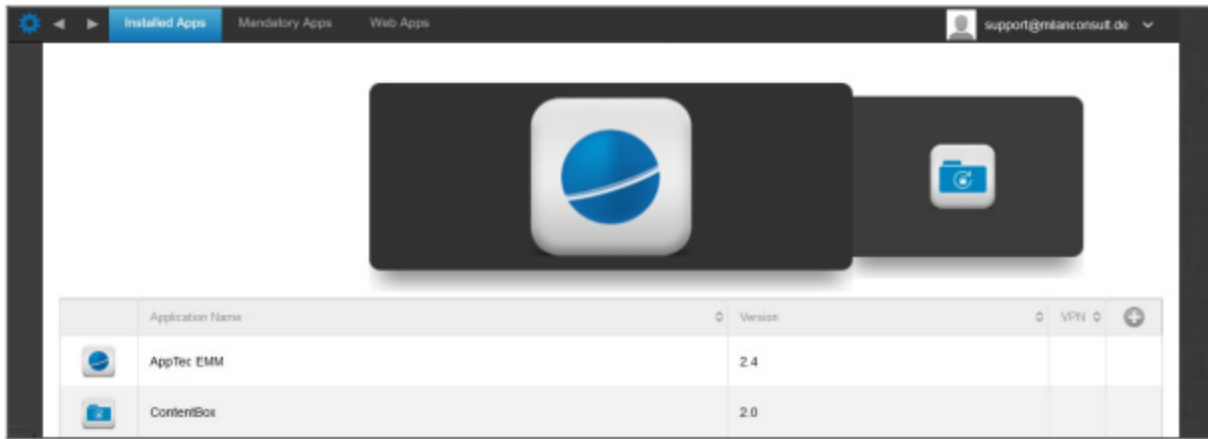 Installed Apps Mandatory Apps Web Apps support@milanconsult.de
Application Name Version VPN
AppTec EMM 2.4
ContentBox 2.0